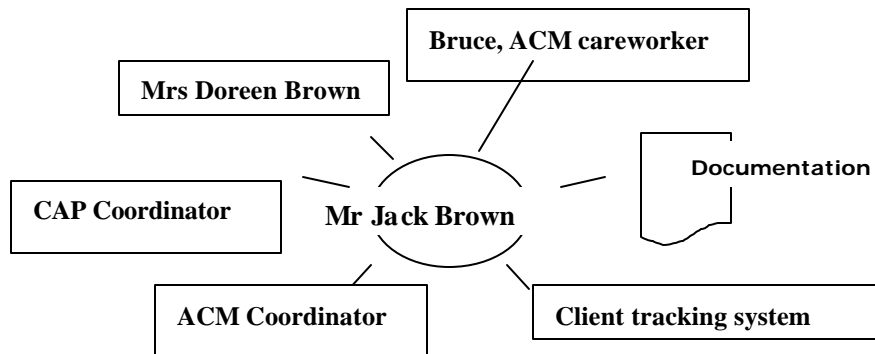 Bruce, ACM careworker
Mrs Doreen Brown
Documentation
CAP Coordinator
Mr Jack Brown
ACM Coordinator
Client tracking system